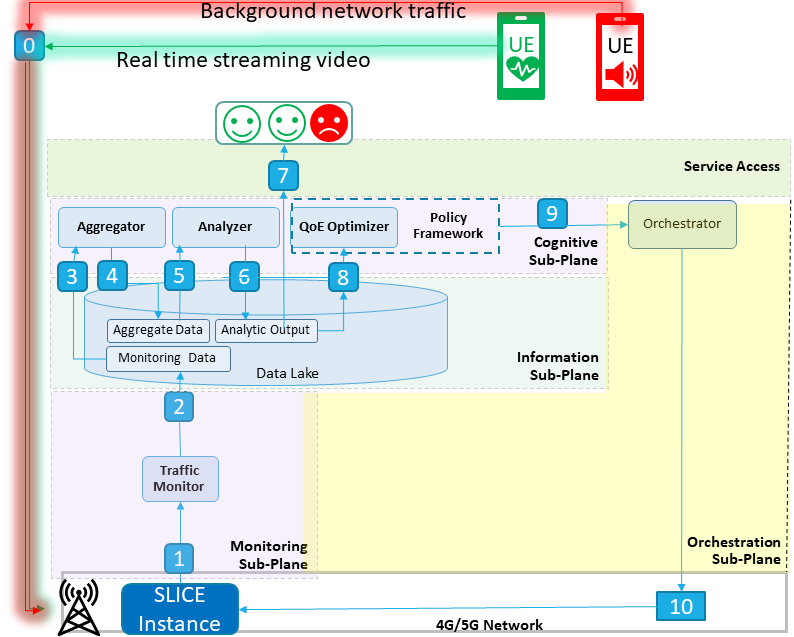 Background network traffic
0
UE
UE
Real time streaming video
7
Service Access
9
Aggregator
Analyzer
QoE Optimizer
Policy
Framework
Orchestrator
Cognitive
Sub-Plane
3
4
5
6
8
Aggregate Data
Analytic Output
Monitoring Data
Data Lake
Information
Sub-Plane
2
Traffic
Monitor
1
Monitoring
Sub-Plane
Orchestration
Sub-Plane
SLICE
Instance
10
4G/5G Network